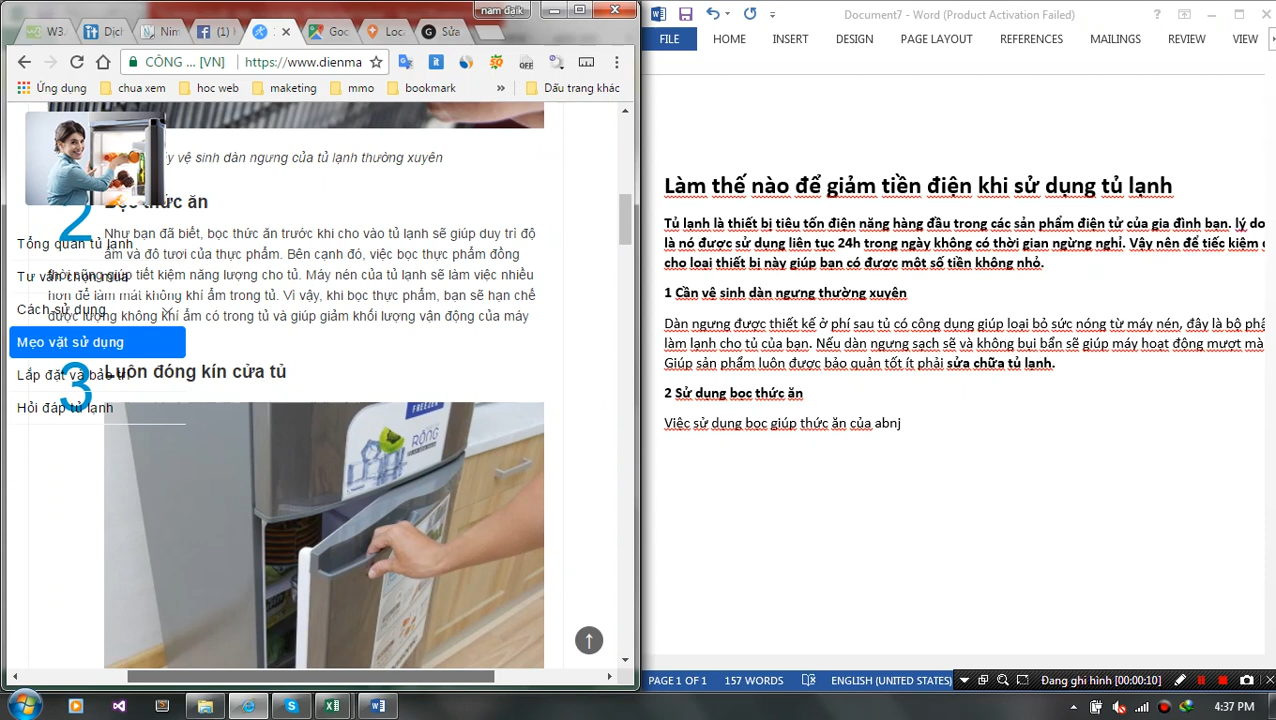 nam đaik
W3
Dịcl
Nin
(1)
Goc
Loc
Sửa
CÔNG ... [VN]
https://www.dienma
Ứng dụng
chua xem
hoc web
maketing
mmo
bookmark
»
Dấu trang khác
y vệ sinh dàn ngưng của tủ lạnh thường xuyên
2
thức ăn
Như bạn đã biết, bọc thức ăn trước khi cho vào tủ lạnh sẽ giúp duy trì độ
ẩm và độ tươi của thực phẩm. Bên cạnh đó, việc bọc thực phẩm đông
thời cũng giúp tiết kiệm năng lượng cho tủ. Máy nén của tủ lạnh sẽ làm việc nhiều
hơn để làm mát không khí ẩm trong tủ. Vì vậy, khi bọc thực phẩm, bạn sẽ hạn chế
được lượng không khí ẩm có trong tủ và giúp giảm khối lượng vận động của máy
Tổng quan tủ lạnh
Tư vấn chọn mua
Cách sử dụng
Mẹo vặt sử dụng
Lắp đặt và bảo trì
Hỏi đáp tủ lạnh
3
Luôn đóng kín cửa tủ
FREEZER
RỘNG
Document7 - Word (Product Activation Failed)
FILE
HOME
INSERT
DESIGN
PAGE LAYOUT
REFERENCES
MAILINGS
REVIEW
VIEW
Làm thế nào để giảm tiền điện khi sử dụng tủ lạnh
Tủ lạnh là thiết bị tiêu tốn điện năng hàng đầu trong các sản phẩm điện tử của gia đình bạn. lý do
là nó được sử dụng liên tục 24h trong ngày không có thời gian ngừng nghỉ. Vậy nên để tiếc kiệm
cho loại thiết bị này giúp bạn có được một số tiền không nhỏ.
1 Cần vệ sinh dàn ngưng thường xuyên
Dàn ngưng được thiết kế ở phí sau tủ có công dụng giúp loại bỏ sức nóng từ máy nén, đây là bộ phậ
làm lạnh cho tủ của bạn. Nếu dàn ngưng sạch sẽ và không bụi bẩn sẽ giúp máy hoạt động mượt mà
Giúp sản phẩm luôn được bảo quản tốt ít phải sửa chữa tủ lạnh.
2 Sử dụng bọc thức ăn
Việc sử dụng bọc giúp thức ăn của abnj
PAGE 1 OF 1
157 WORDS
ENGLISH (UNITED STATES)
Đang ghi hình [00:00:10]
4:37 PM